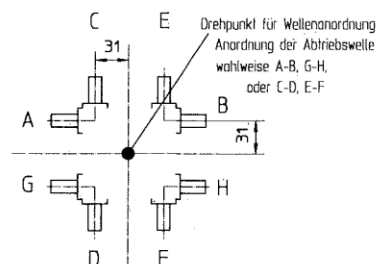 C E
Drehpunkt für Wellenanordnung
Anordnung der Abtriebswelle
wahlweise A-B, G-H,
oder C-D, E-F
31
A B
31
G H
D F